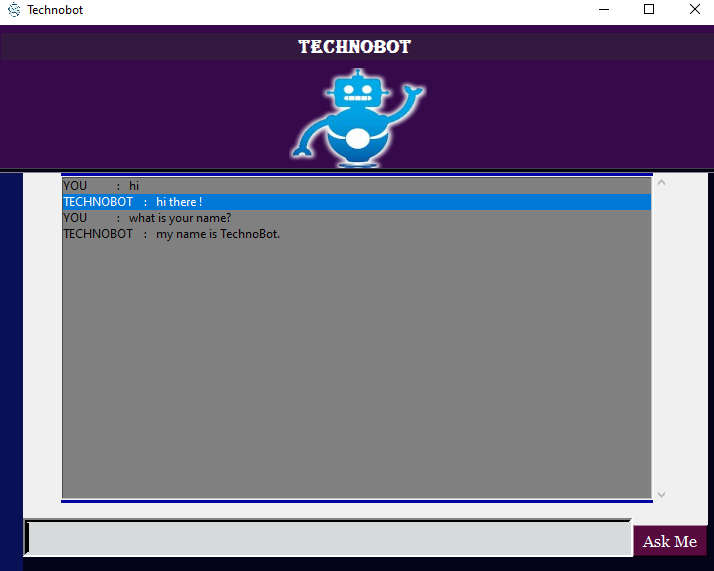 Technobot
TECHNOBOT
YOU : hi
TECHNOBOT : hi there !
YOU : what is your name?
TECHNOBOT : my name is TechnoBot.
Ask Me